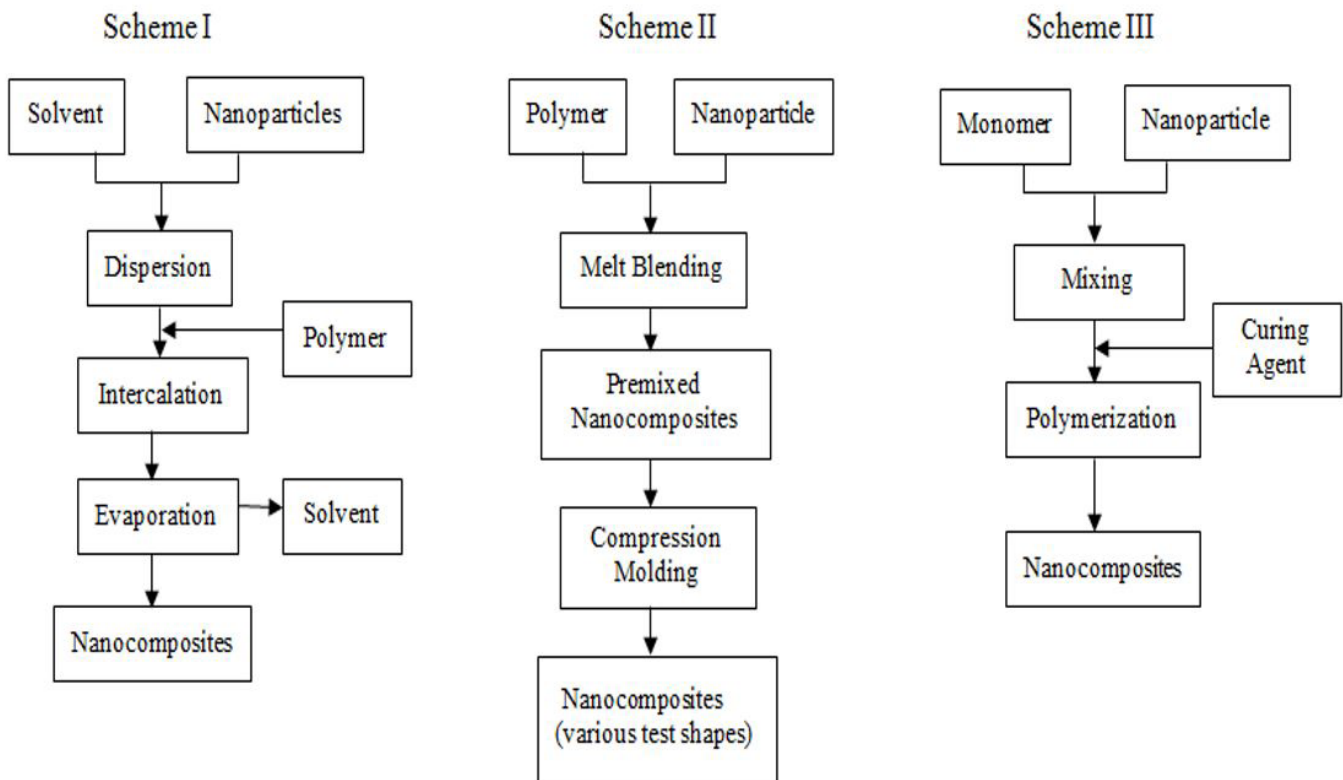 Scheme I
Solvent
Nanoparticles
Dispersion
Polymer
Intercalation
Evaporation
Solvent
Nanocomposites
Scheme II
Polymer
Nanoparticle
Melt Blending
Premixed
Nanocomposites
Compression
Molding
Nanocomposites
(various test shapes)
Scheme III
Monomer
Nanoparticle
Mixing
Curing
Agent
Polymerization
Nanocomposites